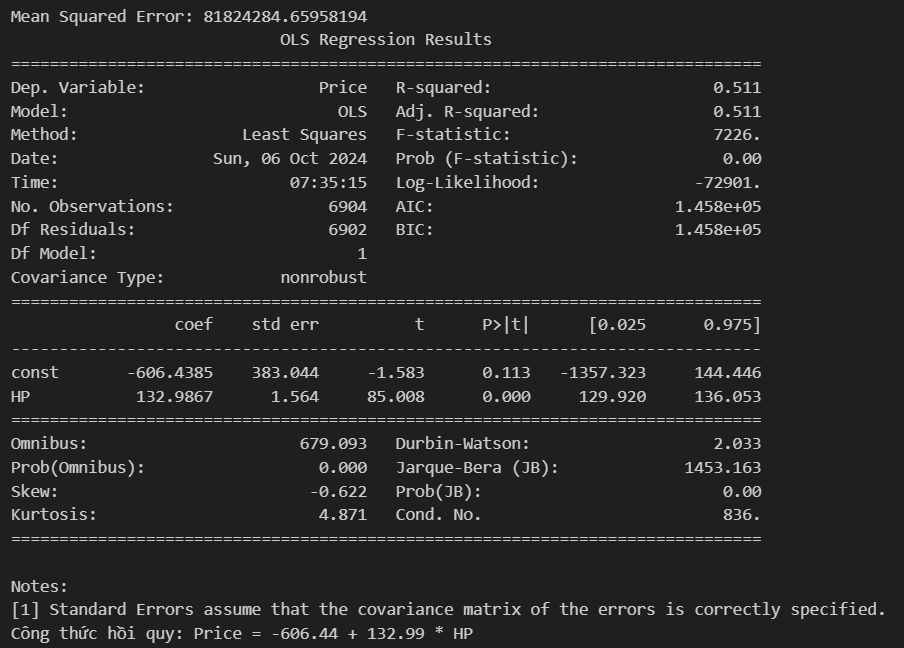 Mean Squared Error: 81824284.65958194
                            OLS Regression Results
==============================================================================
Dep. Variable:                  Price   R-squared:                       0.511
Model:                            OLS   Adj. R-squared:                  0.511
Method:                 Least Squares   F-statistic:                     7226.
Date:                Sun, 06 Oct 2024   Prob (F-statistic):               0.00
Time:                        07:35:15   Log-Likelihood:                -72901.
No. Observations:                6904   AIC:                         1.458e+05
Df Residuals:                    6902   BIC:                         1.458e+05
Df Model:                           1
Covariance Type:            nonrobust
==============================================================================
                 coef    std err          t      P>|t|      [0.025      0.975]
------------------------------------------------------------------------------
const       -606.4385    383.044     -1.583      0.113   -1357.323     144.446
HP           132.9867      1.564     85.008      0.000     129.920     136.053
==============================================================================
Omnibus:                      679.093   Durbin-Watson:                   2.033
Prob(Omnibus):                  0.000   Jarque-Bera (JB):             1453.163
Skew:                          -0.622   Prob(JB):                         0.00
Kurtosis:                       4.871   Cond. No.                         836.
==============================================================================

Notes:
[1] Standard Errors assume that the covariance matrix of the errors is correctly specified.
Công thức hồi quy: Price = -606.44 + 132.99 * HP